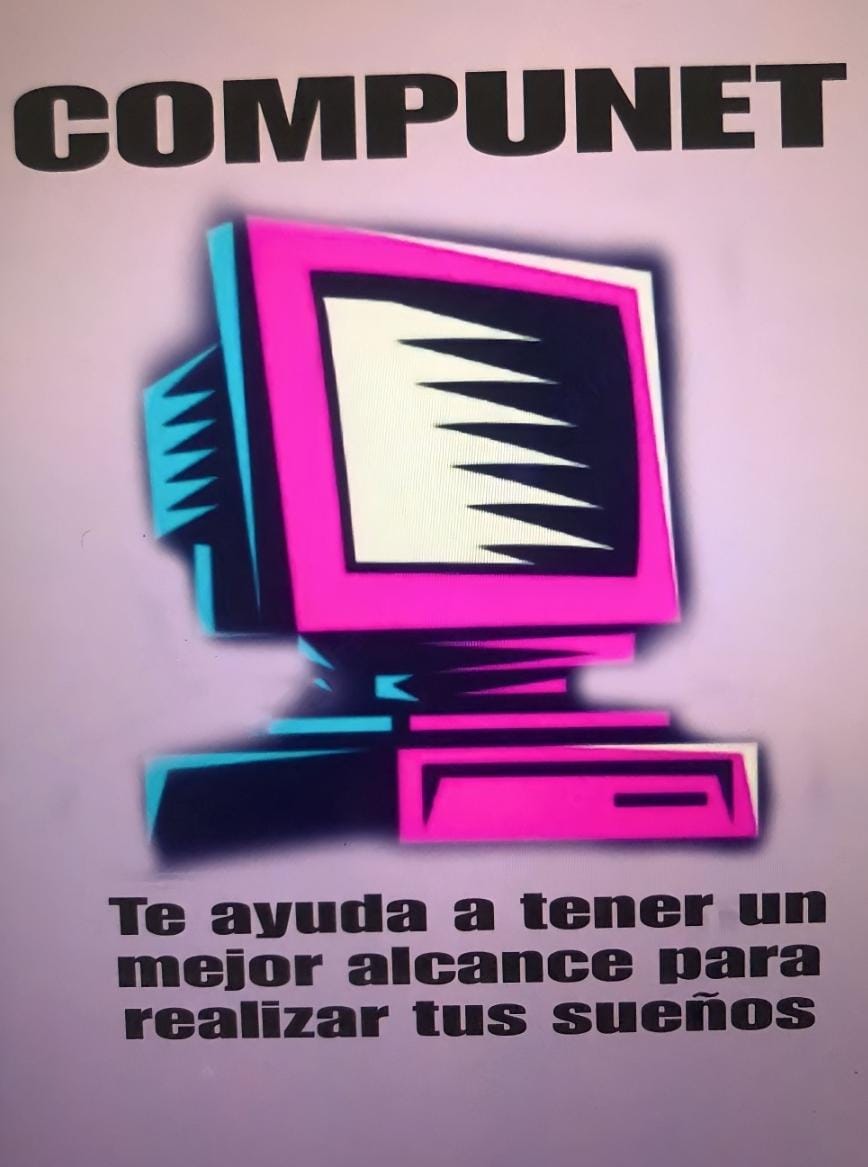 COMPUNET
Te ayuda a tener un
mejor alcance para
realizar tus sueños